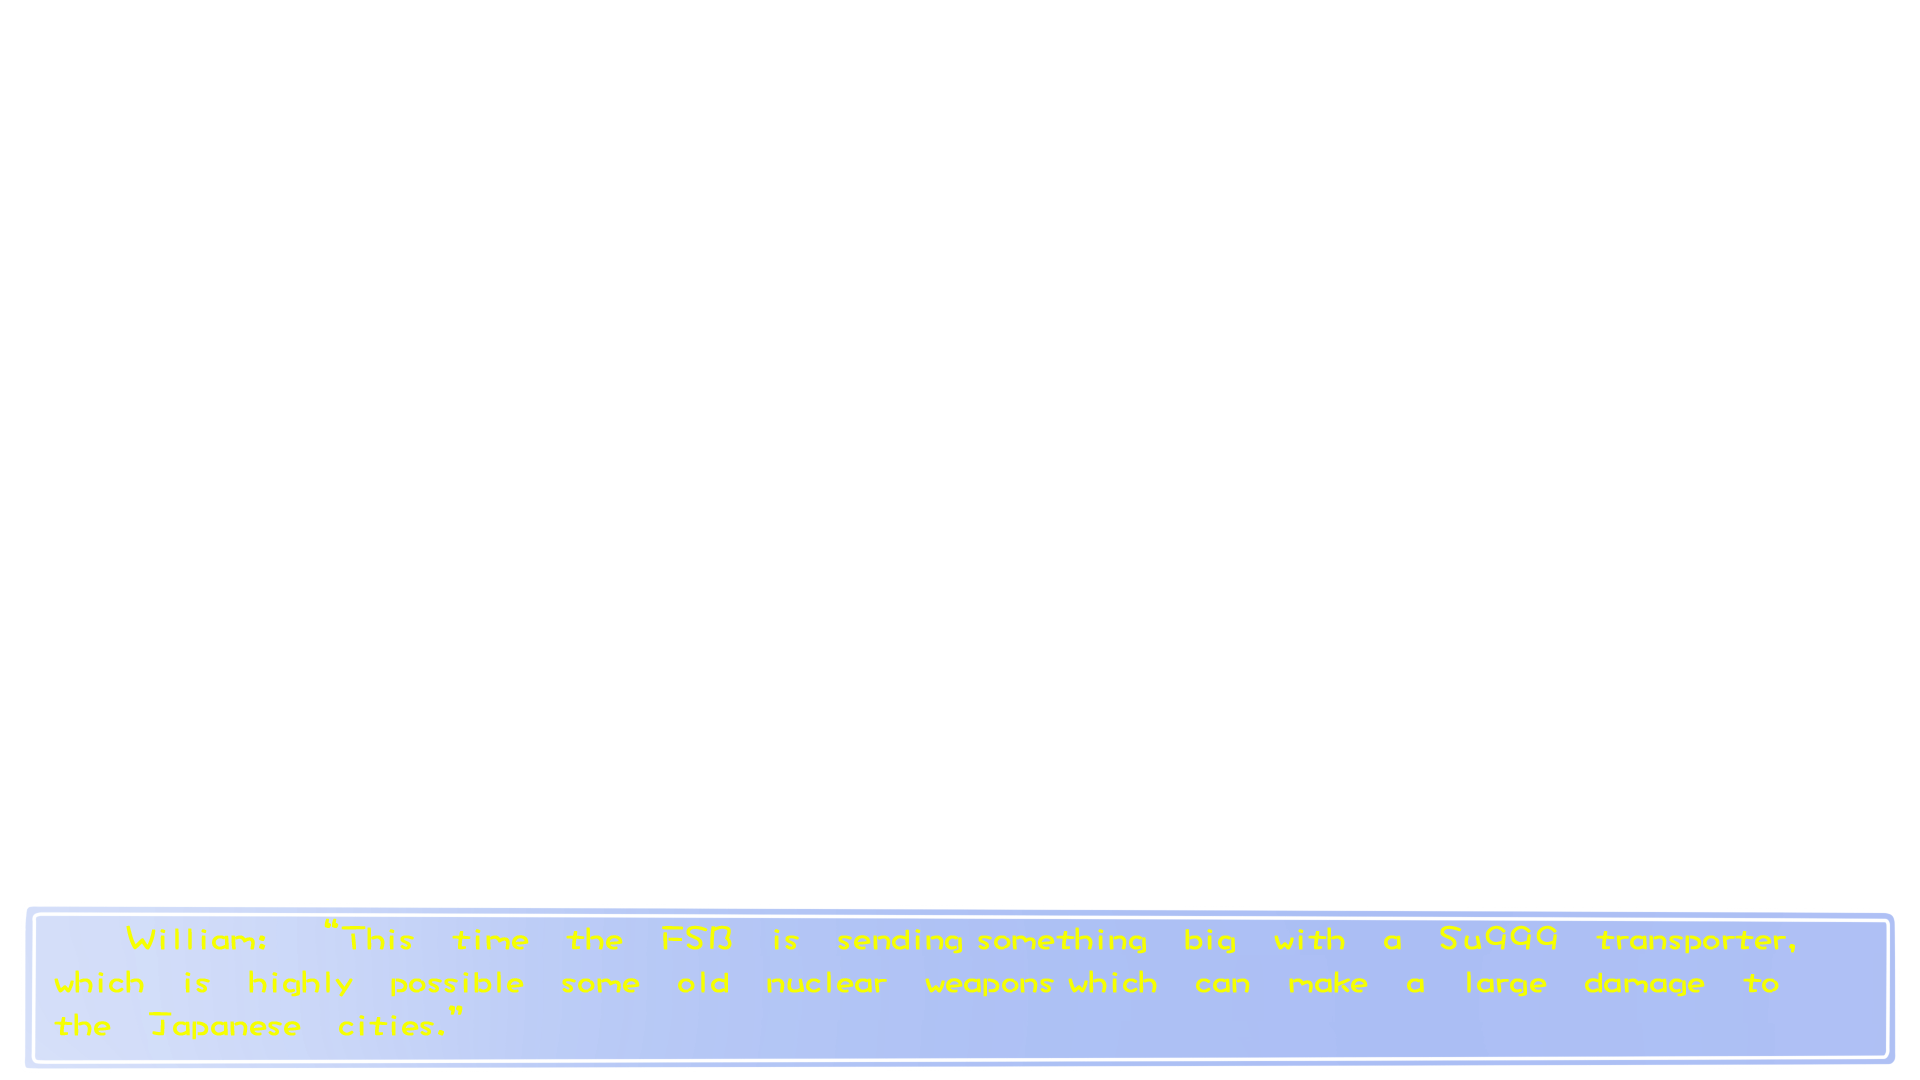 William: “This time the FSB is sending something big with a Su999 transporter,
which is highly possible some old nuclear weapons which can make a large damage to
the Japanese cities.”